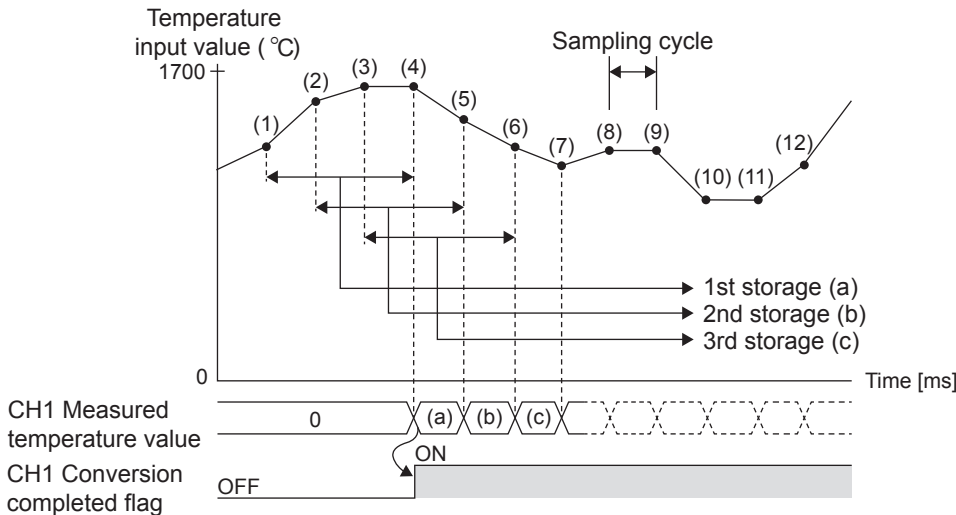 Temperature
input value (°C)
1700
(1)
(2)
(3)
(4)
(5)
(6)
(7)
(8)
(9)
(10)
(11)
(12)
Sampling cycle
1st storage (a)
2nd storage (b)
3rd storage (c)
0
Time [ms]
CH1 Measured
temperature value
0
(a)
(b)
(c)
CH1 Conversion
completed flag
OFF
ON